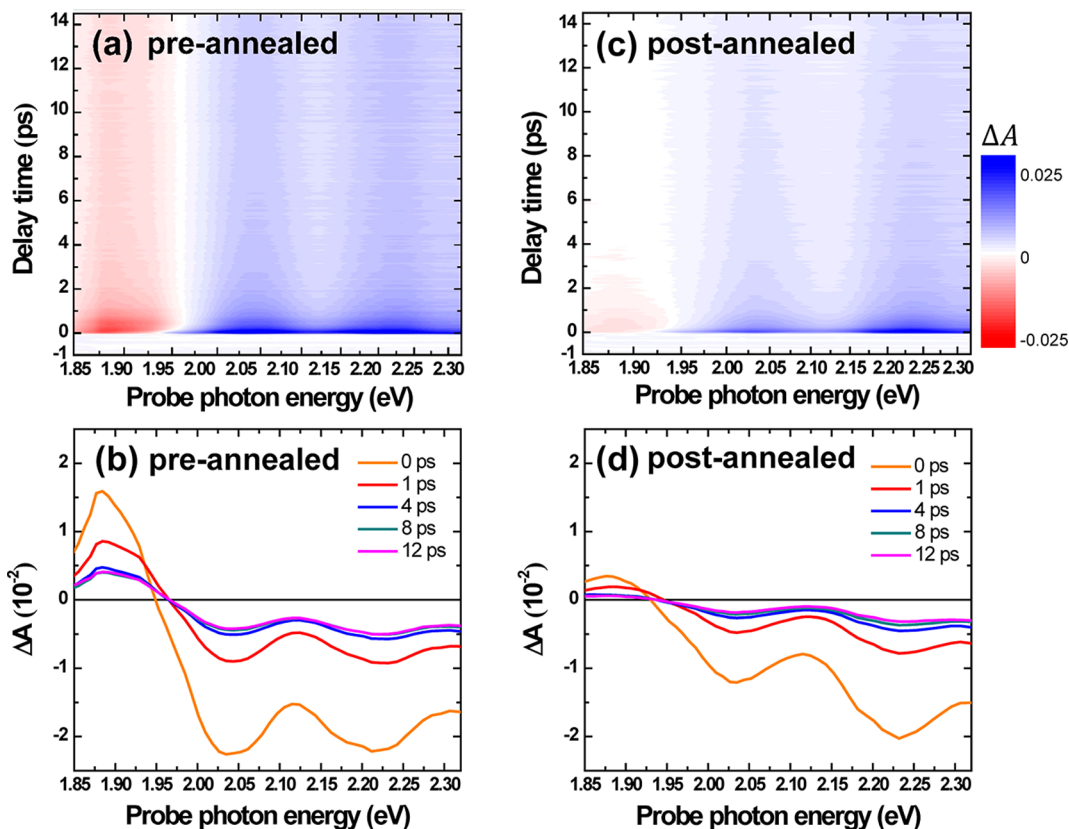 (a) pre-annealed
14
12
10
8
6
4
2
0
-1
Delay time (ps)
1.85 1.90 1.95 2.00 2.05 2.10 2.15 2.20 2.25 2.30
Probe photon energy (eV)
(c) post-annealed
14
12
10
8
6
4
2
0
-1
Delay time (ps)
1.85 1.90 1.95 2.00 2.05 2.10 2.15 2.20 2.25 2.30
Probe photon energy (eV)
ΔA
0.025
0
-0.025
(b) pre-annealed
0 ps
1 ps
4 ps
8 ps
12 ps
2
1
0
-1
-2
ΔA (10⁻²)
1.85 1.90 1.95 2.00 2.05 2.10 2.15 2.20 2.25 2.30
Probe photon energy (eV)
(d) post-annealed
0 ps
1 ps
4 ps
8 ps
12 ps
2
1
0
-1
-2
ΔA (10⁻²)
1.85 1.90 1.95 2.00 2.05 2.10 2.15 2.20 2.25 2.30
Probe photon energy (eV)